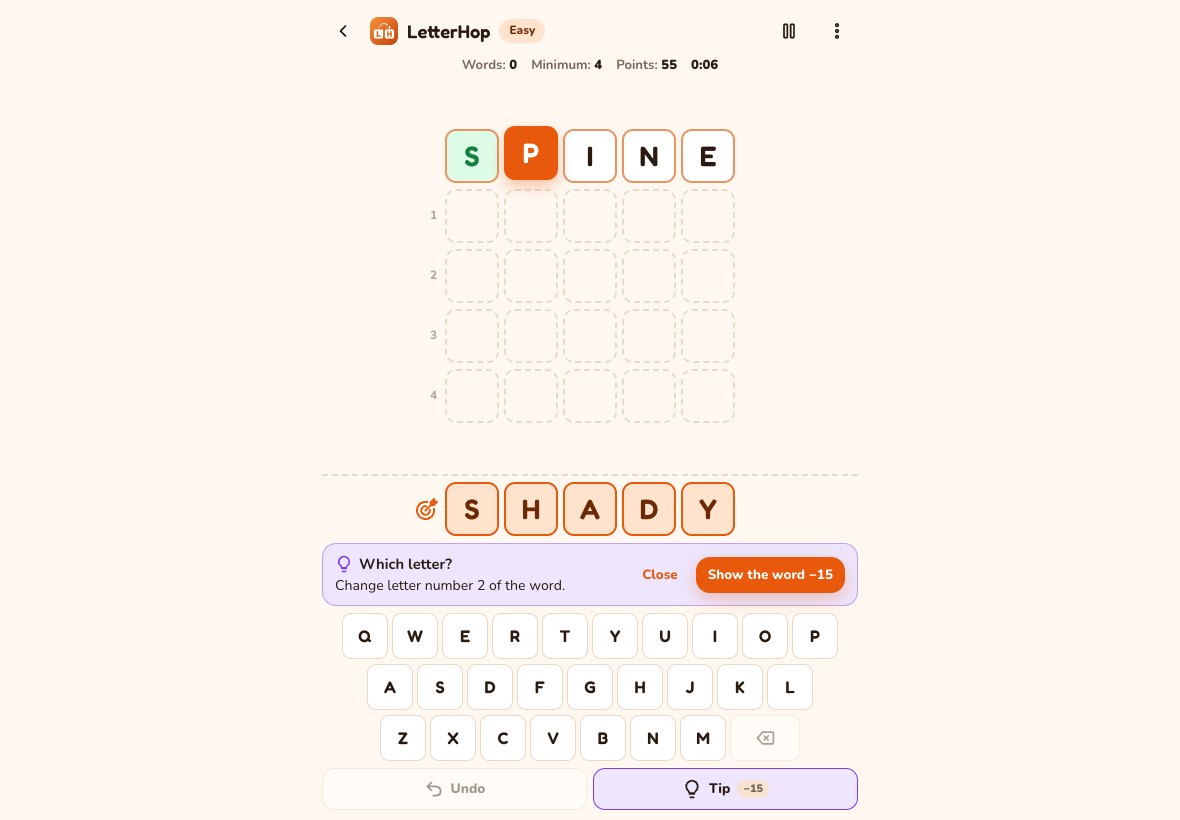 LetterHop Easy
Words: 0 Minimum: 4 Points: 55 0:06
S P I N E
1
2
3
4
S H A D Y
Which letter?
Change letter number 2 of the word.
Close
Show the word −15
Q W E R T Y U I O P
A S D F G H J K L
Z X C V B N M
Undo
Tip −15